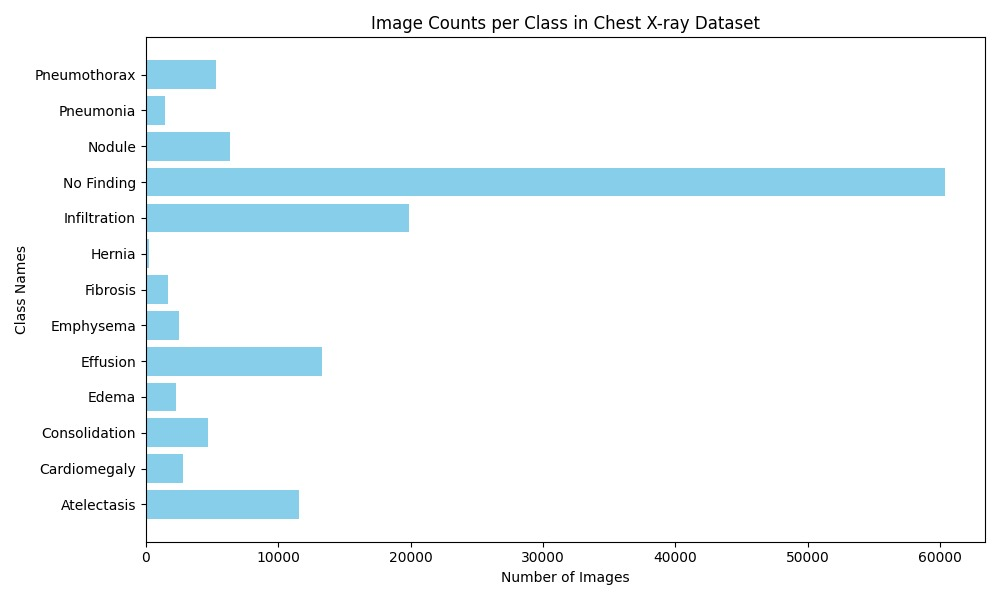 Image Counts per Class in Chest X-ray Dataset
Class Names
Pneumothorax
Pneumonia
Nodule
No Finding
Infiltration
Hernia
Fibrosis
Emphysema
Effusion
Edema
Consolidation
Cardiomegaly
Atelectasis
0 10000 20000 30000 40000 50000 60000
Number of Images